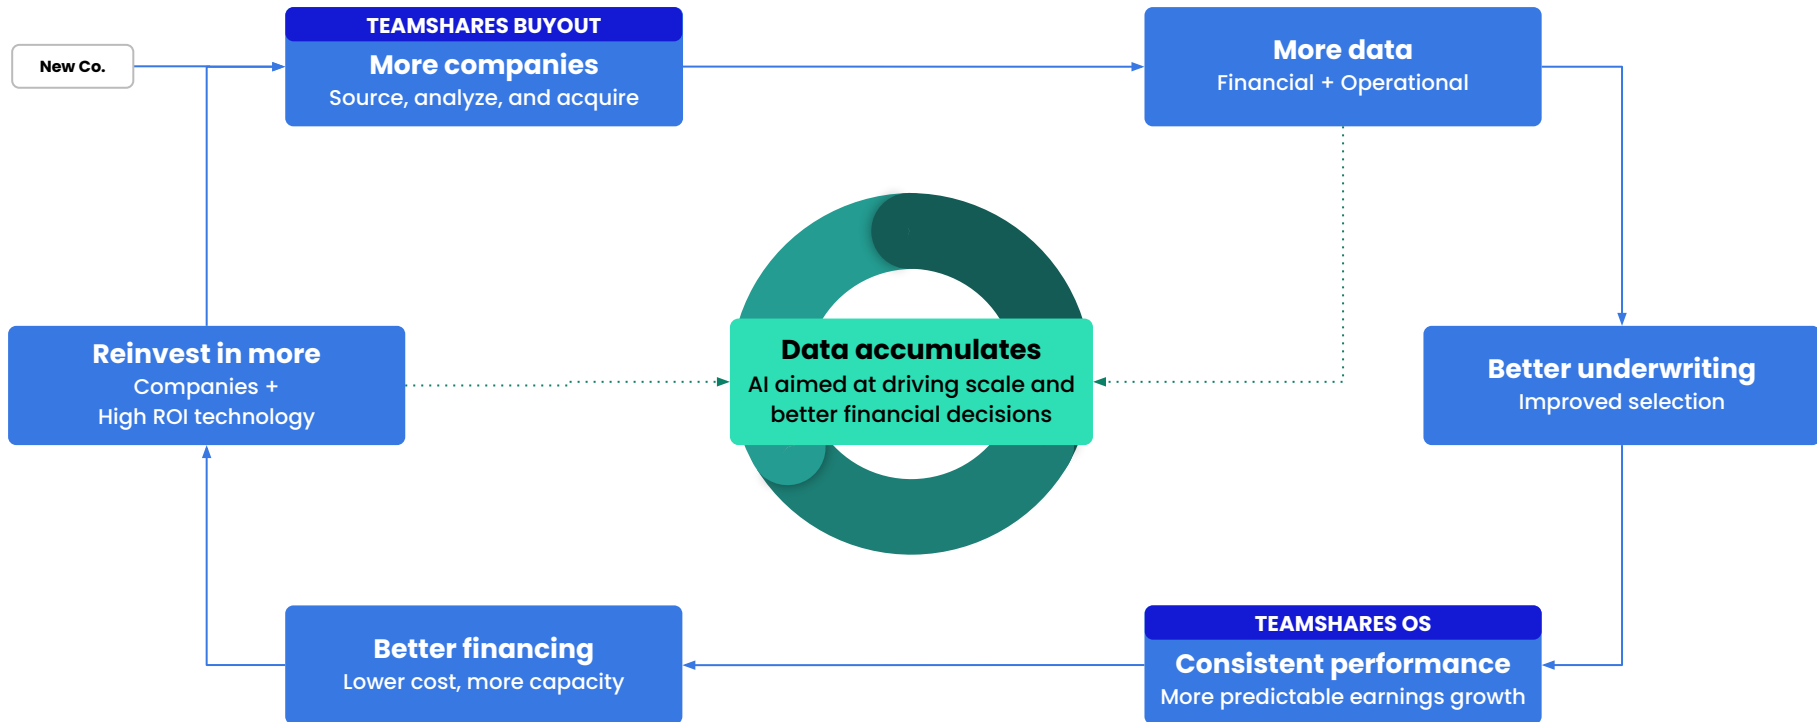 New Co.
TEAMSHARES BUYOUT
More companies
Source, analyze, and acquire
More data
Financial + Operational
Reinvest in more
Companies +
High ROI technology
Data accumulates
AI aimed at driving scale and
better financial decisions
Better underwriting
Improved selection
Better financing
Lower cost, more capacity
TEAMSHARES OS
Consistent performance
More predictable earnings growth